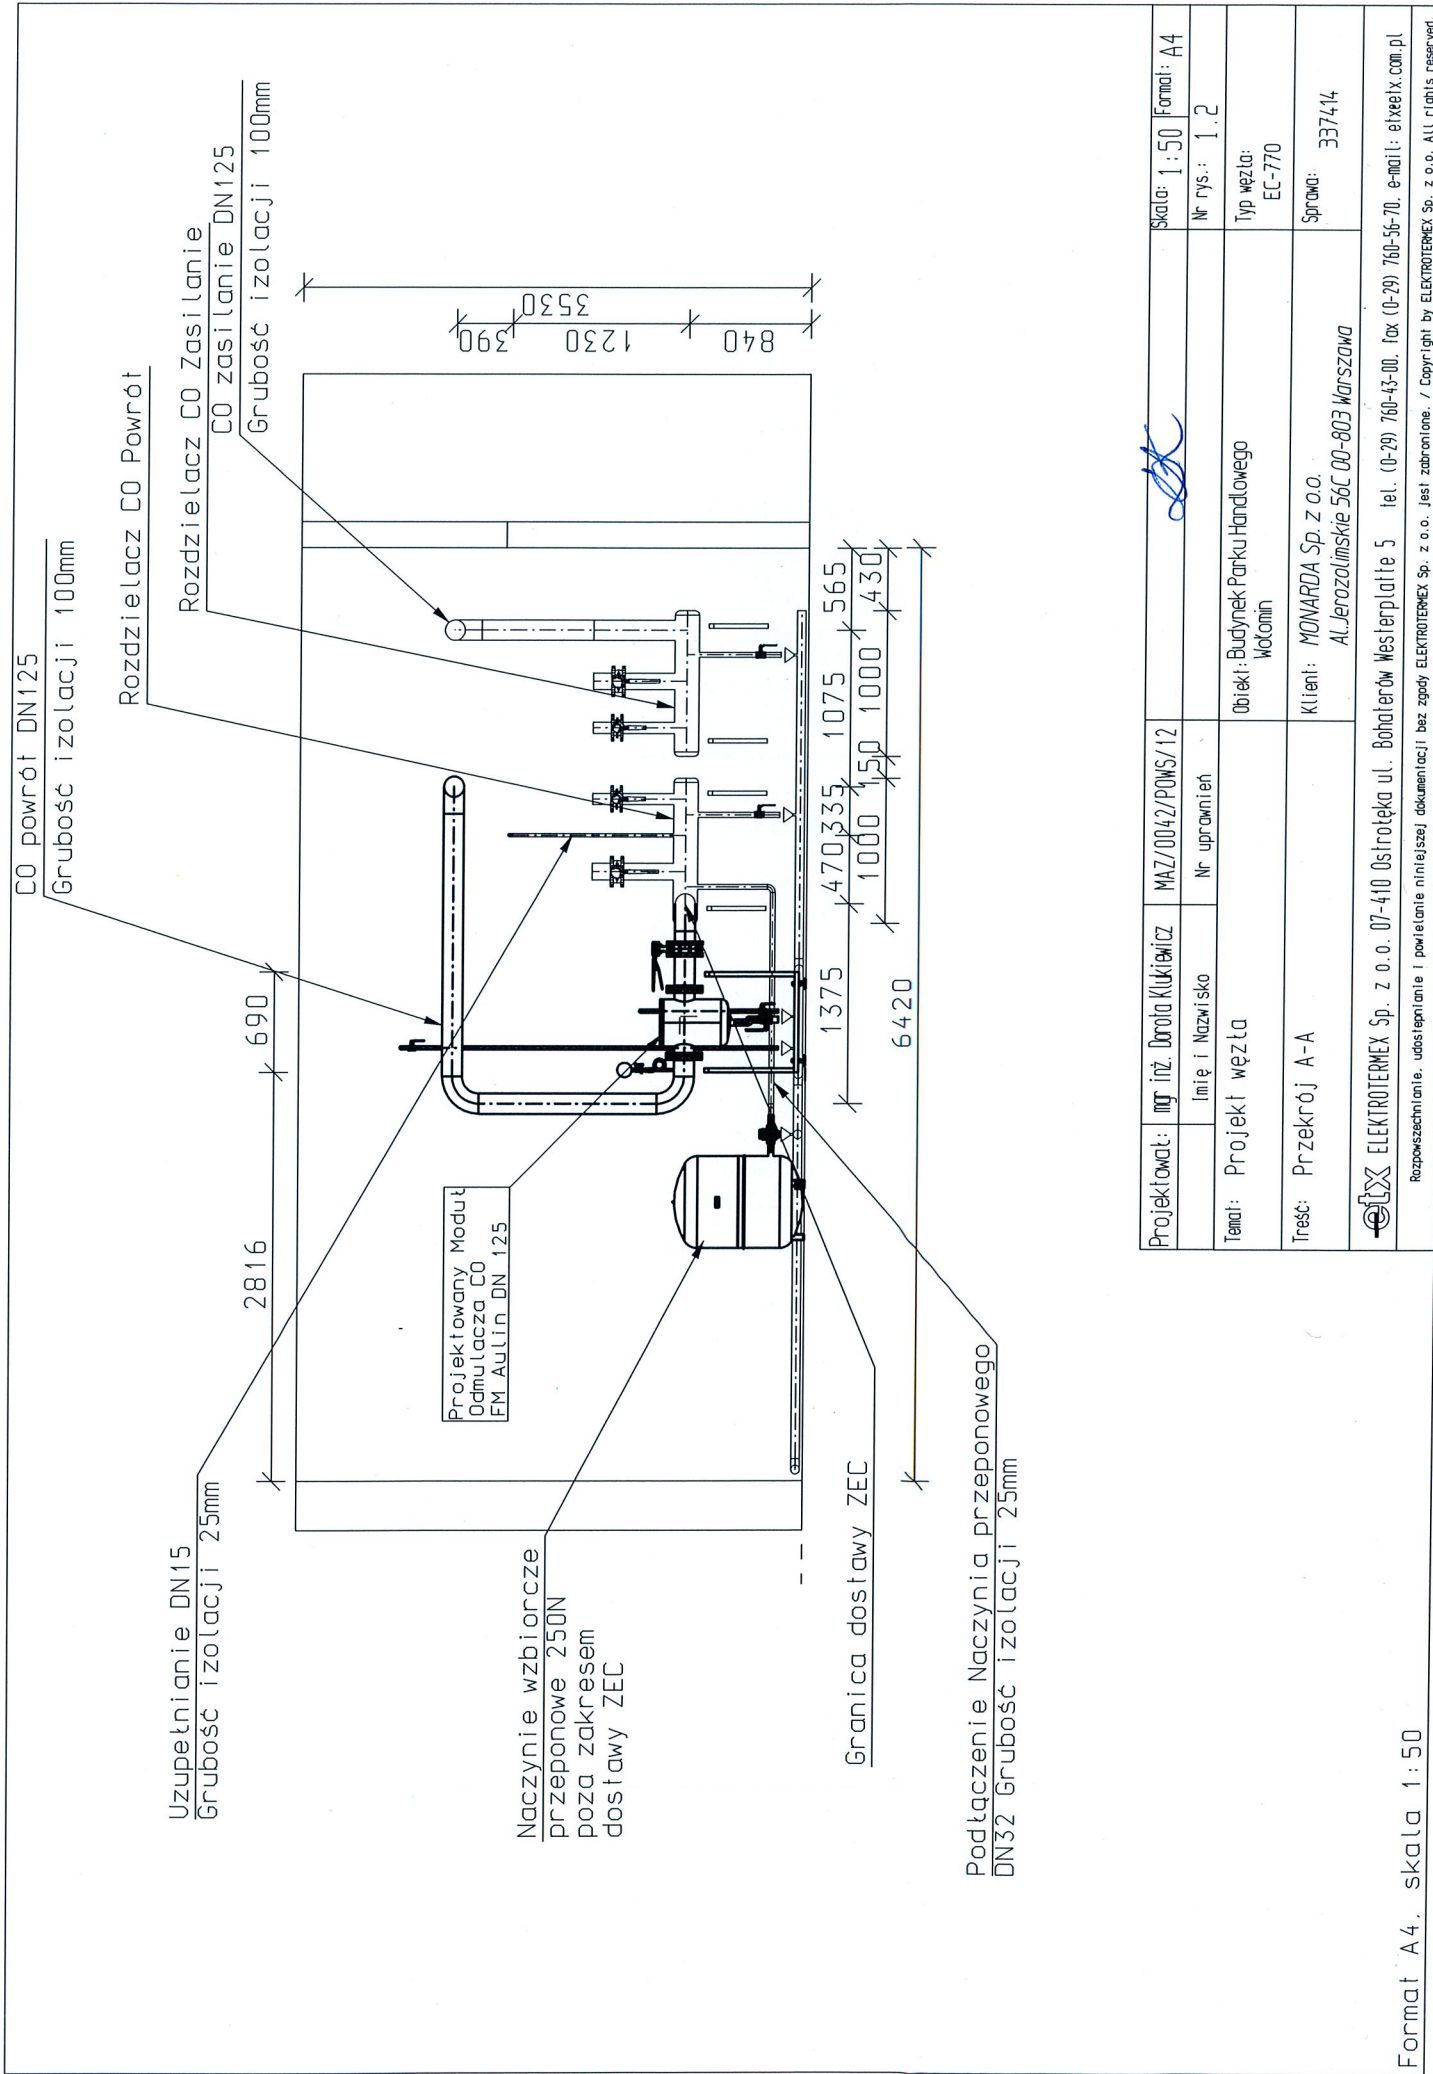 CO powrót DN125
Grubość izolacji 100mm
Rozdzielacz CO Powrót
Rozdzielacz CO Zasilanie
CO zasilanie DN125
Grubość izolacji 100mm
Uzupełnianie DN15
Grubość izolacji 25mm
2816
690
Projektowany Moduł
Odmulacza CO
FM Aulin DN 125
Naczynie wzbiorcze
przeponowe 250N
poza zakresem
dostawy ZEC
Granica dostawy ZEC
Podłączenie Naczynia przeponowego
DN32 Grubość izolacji 25mm
390
1230
840
3530
1375
470
335
1075
565
1000
150
1000
430
6420
Projektował:
mgr inż. Dorota Klukiewicz
MAZ/0042/POWS/12
Skala: 1:50
Format: A4
Imię i Nazwisko
Nr uprawnień
Nr rys.: 1.2
Temat: Projekt węzła
Obiekt: Budynek Parku Handlowego
Wołomin
Typ węzła:
EC-770
Treść: Przekrój A-A
Klient: MONARDA Sp. z o.o.
Al.Jerozolimskie 56C 00-803 Warszawa
Sprawa:
337414
etx ELEKTROTERMEX Sp. z o.o. 07-410 Ostrołęka ul. Bohaterów Westerplatte 5 tel. (0-29) 760-43-00. fax (0-29) 760-56-70. e-mail: etx@etx.com.pl
Rozpowszechnianie, udostępnianie i powielanie niniejszej dokumentacji bez zgody ELEKTROTERMEX Sp. z o.o. jest zabronione. / Copyright by ELEKTROTERMEX Sp. z o.o. All rights reserved.
Format A4, skala 1:50